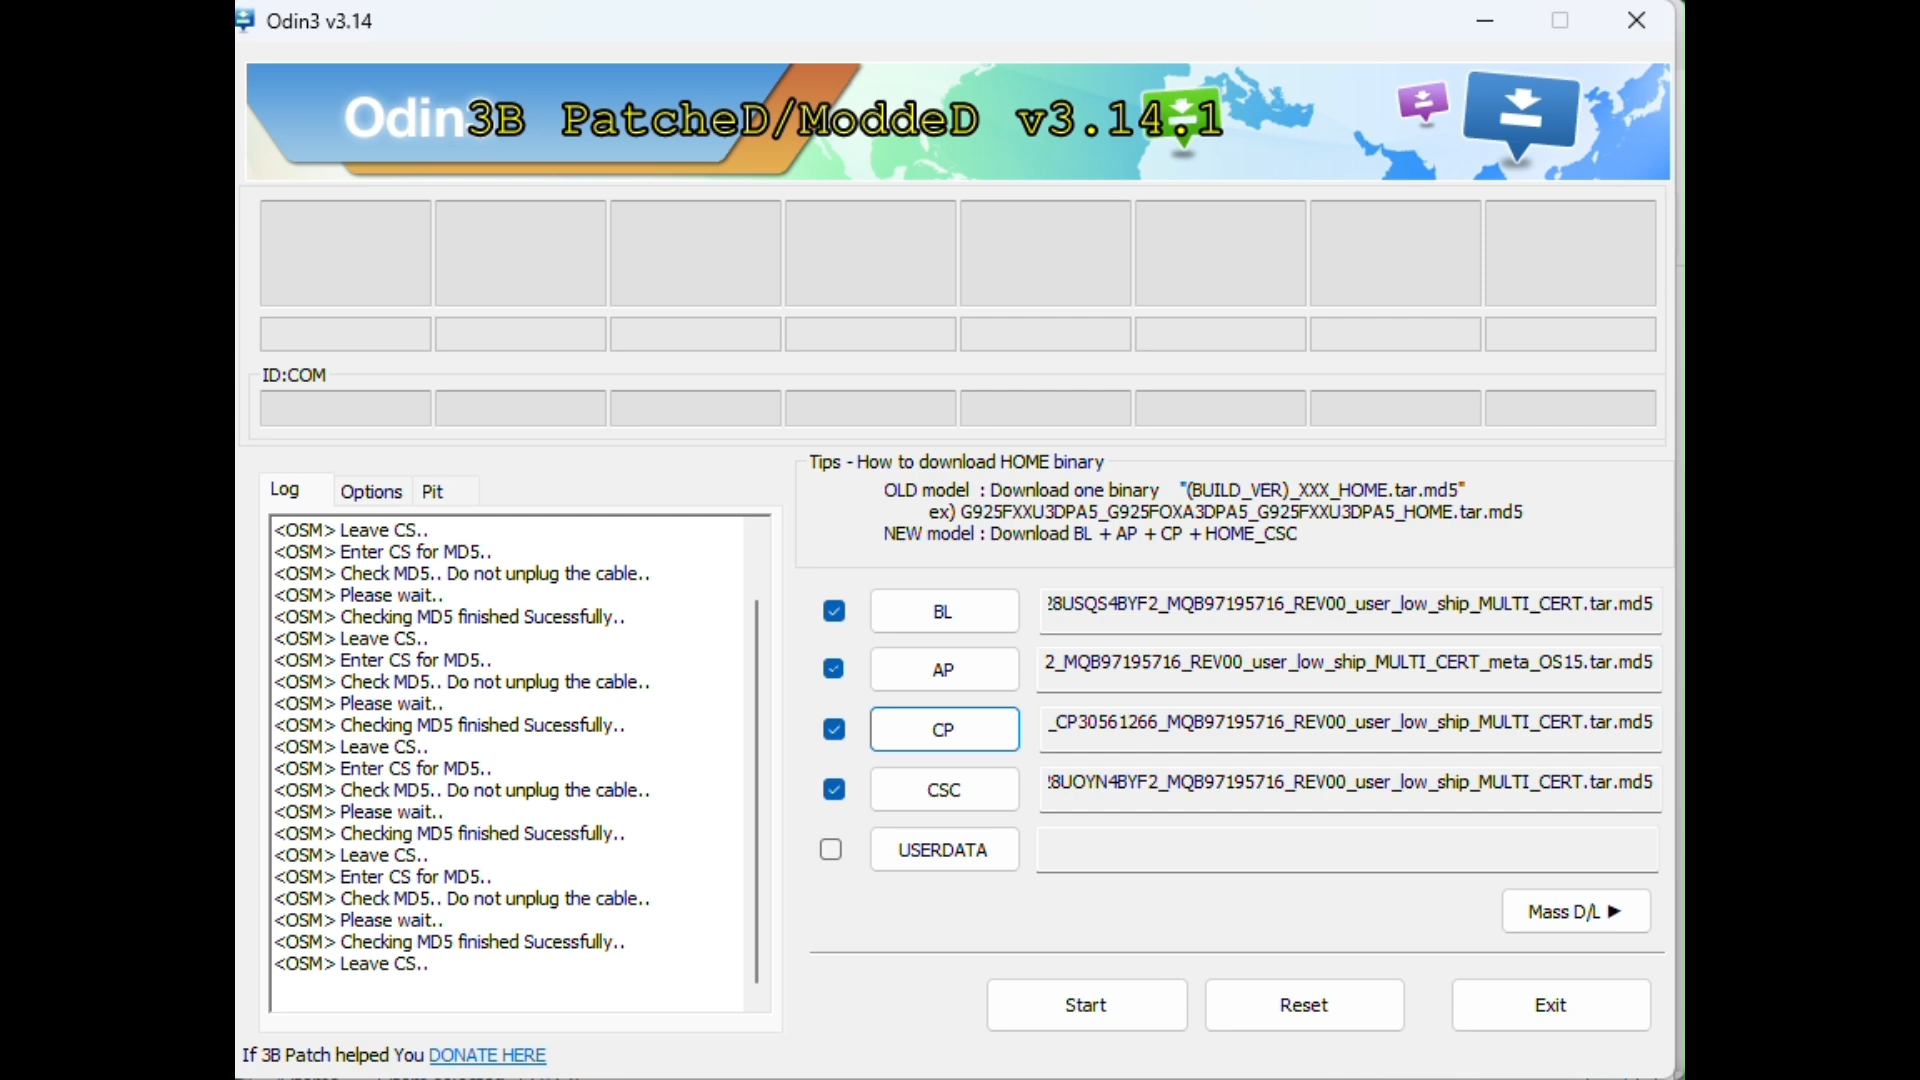 Odin3 v3.14
Odin3B PatcheD/ModdeD v3.14.1
ID:COM
Log
Options
Pit
<OSM> Leave CS..
<OSM> Enter CS for MD5..
<OSM> Check MD5.. Do not unplug the cable..
<OSM> Please wait..
<OSM> Checking MD5 finished Sucessfully..
<OSM> Leave CS..
<OSM> Enter CS for MD5..
<OSM> Check MD5.. Do not unplug the cable..
<OSM> Please wait..
<OSM> Checking MD5 finished Sucessfully..
<OSM> Leave CS..
<OSM> Enter CS for MD5..
<OSM> Check MD5.. Do not unplug the cable..
<OSM> Please wait..
<OSM> Checking MD5 finished Sucessfully..
<OSM> Leave CS..
<OSM> Enter CS for MD5..
<OSM> Check MD5.. Do not unplug the cable..
<OSM> Please wait..
<OSM> Checking MD5 finished Sucessfully..
<OSM> Leave CS..
Tips - How to download HOME binary
OLD model : Download one binary "(BUILD_VER)_XXX_HOME.tar.md5"
ex) G925FXXU3DPA5_G925FOXA3DPA5_G925FXXU3DPA5_HOME.tar.md5
NEW model : Download BL + AP + CP + HOME_CSC
BL
28USQS4BYF2_MQB97195716_REV00_user_low_ship_MULTI_CERT.tar.md5
AP
2_MQB97195716_REV00_user_low_ship_MULTI_CERT_meta_OS15.tar.md5
CP
_CP30561266_MQB97195716_REV00_user_low_ship_MULTI_CERT.tar.md5
CSC
28UOYN4BYF2_MQB97195716_REV00_user_low_ship_MULTI_CERT.tar.md5
USERDATA
Mass D/L ►
Start
Reset
Exit
If 3B Patch helped You DONATE HERE